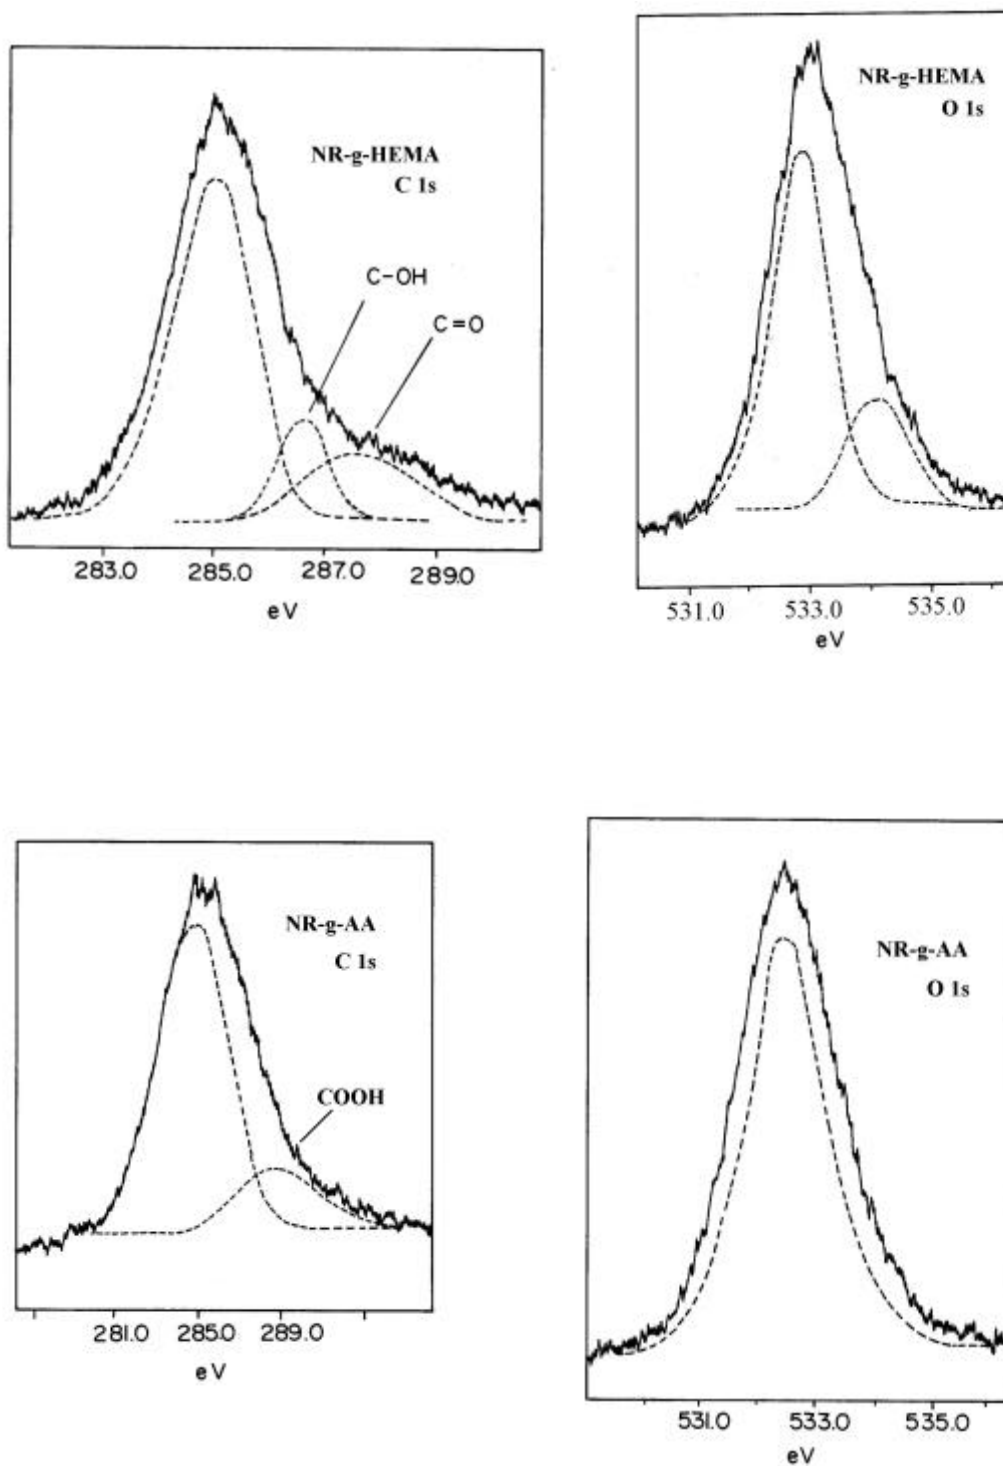 NR-g-HEMA
C 1s
C-OH
C=O
283.0 285.0 287.0 289.0
eV
NR-g-HEMA
O 1s
531.0 533.0 535.0
eV
NR-g-AA
C 1s
COOH
281.0 285.0 289.0
eV
NR-g-AA
O 1s
531.0 533.0 535.0
eV